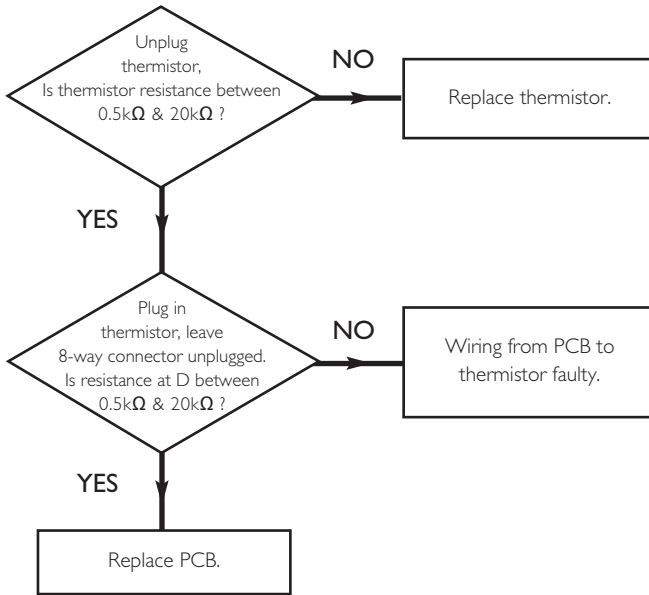 Unplug
thermistor,
Is thermistor resistance between
0.5kΩ & 20kΩ ?
NO
Replace thermistor.
YES
Plug in
thermistor, leave
8-way connector unplugged.
Is resistance at D between
0.5kΩ & 20kΩ ?
NO
Wiring from PCB to
thermistor faulty.
YES
Replace PCB.